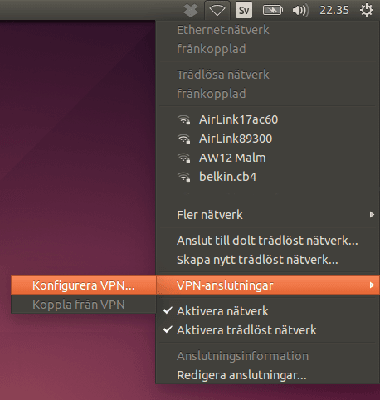 Sv
22.35
Ethernet-nätverk
frånkopplad
Trådlösa nätverk
frånkopplad
AirLink17ac60
AirLink89300
AW12 Malm
belkin.cb4
Fler nätverk
Anslut till dolt trådlöst nätverk...
Skapa nytt trådlöst nätverk...
VPN-anslutningar
Konfigurera VPN...
Koppla från VPN
Aktivera nätverk
Aktivera trådlöst nätverk
Anslutningsinformation
Redigera anslutningar...